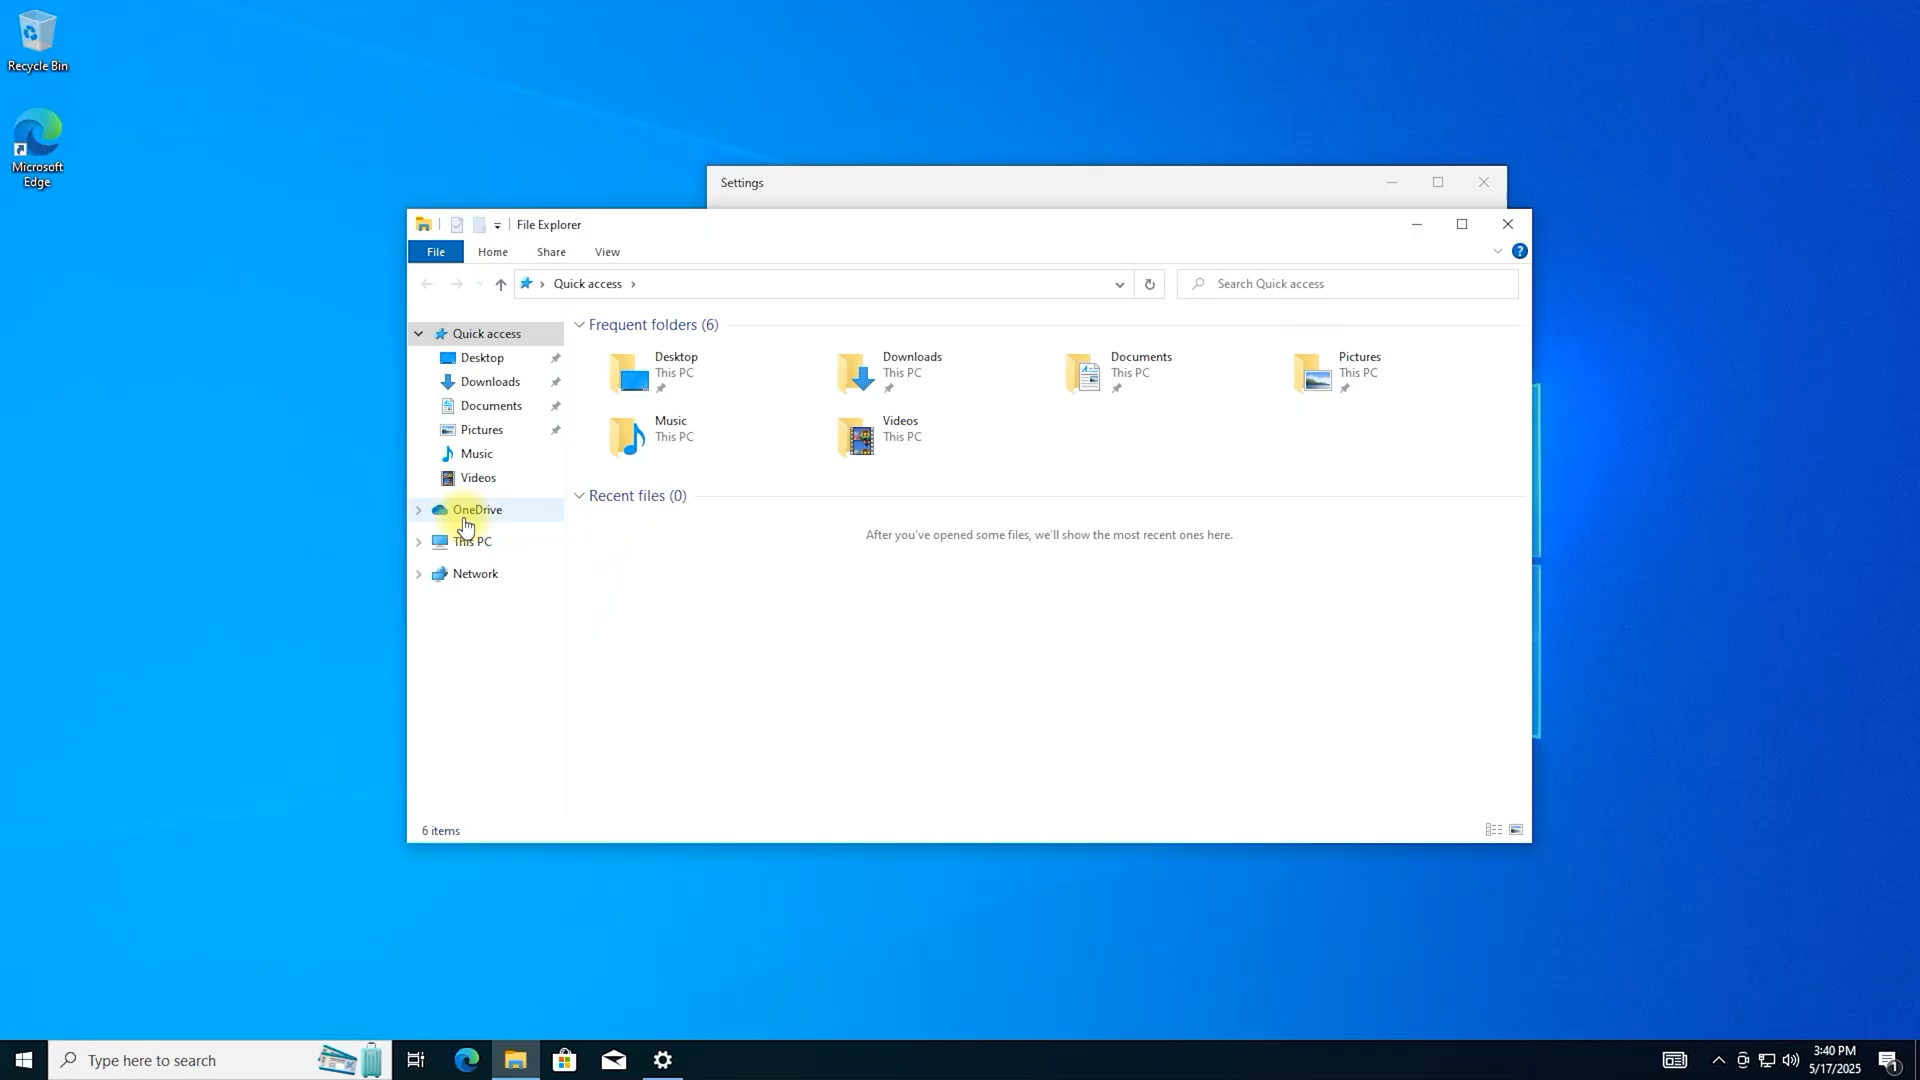 Recycle Bin
Microsoft
Edge
Settings
File Explorer
File
Home
Share
View
?
Quick access
Search Quick access
Quick access
Desktop
Downloads
Documents
Pictures
Music
Videos
OneDrive
This PC
Network
Frequent folders (6)
Desktop
This PC
Downloads
This PC
Documents
This PC
Pictures
This PC
Music
This PC
Videos
This PC
Recent files (0)
After you've opened some files, we'll show the most recent ones here.
6 items
Type here to search
3:40 PM
5/17/2025
1